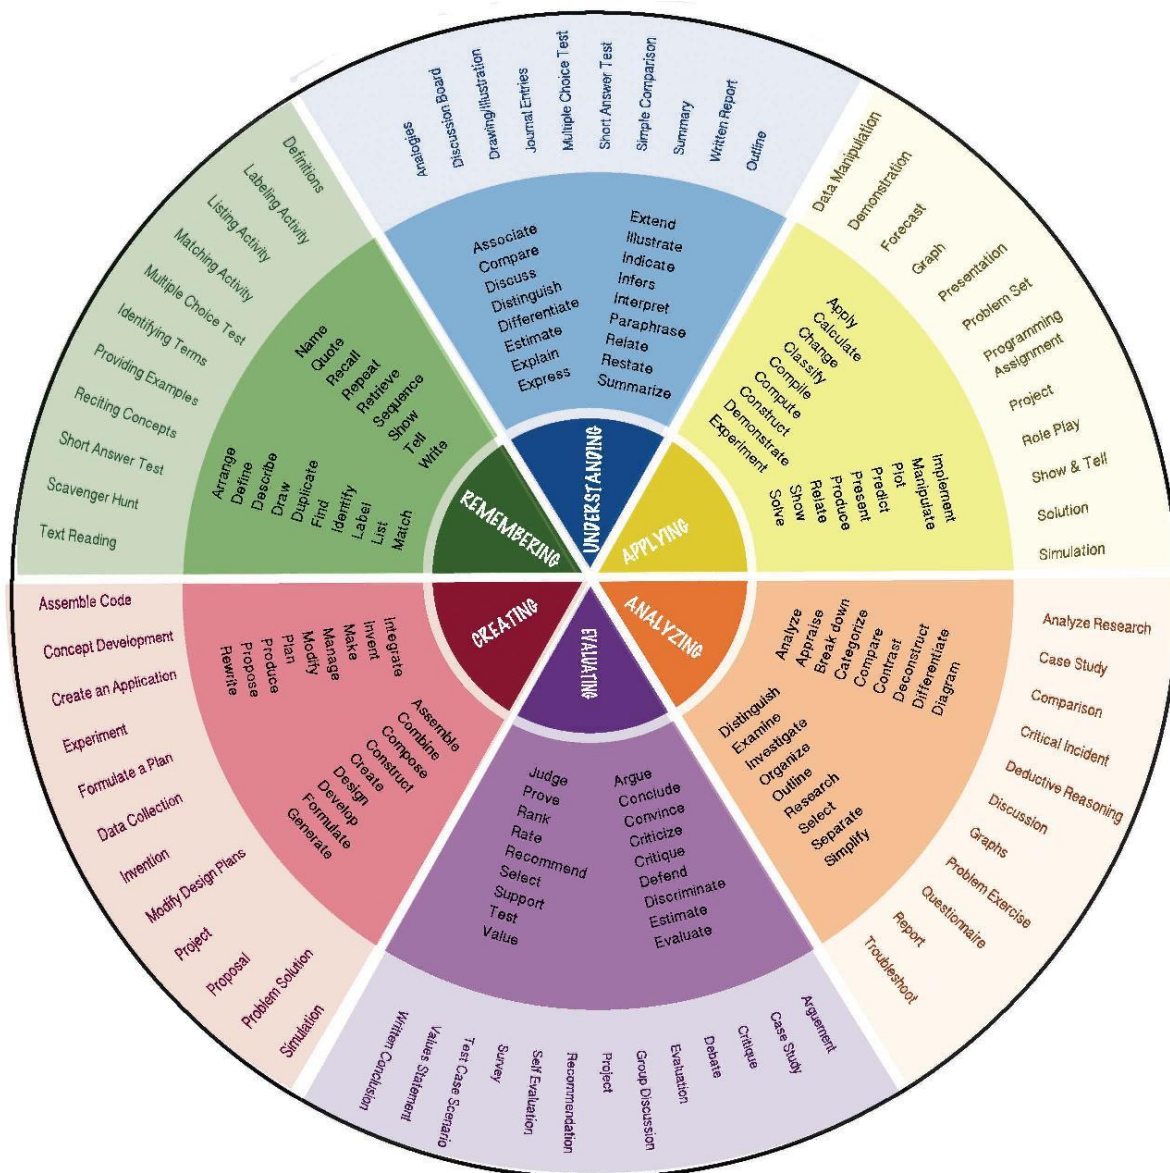 UNDERSTANDING
Associate
Compare
Discuss
Distinguish
Differentiate
Estimate
Explain
Express
Extend
Illustrate
Indicate
Infers
Interpret
Paraphrase
Relate
Restate
Summarize
Analogies
Discussion Board
Drawing/Illustration
Journal Entries
Multiple Choice Test
Short Answer Test
Simple Comparison
Summary
Written Report
Outline
APPLYING
Apply
Calculate
Change
Classify
Compile
Compute
Construct
Demonstrate
Experiment
Implement
Manipulate
Plot
Predict
Present
Produce
Relate
Show
Solve
Data Manipulation
Demonstration
Forecast
Graph
Presentation
Problem Set
Programming
Assignment
Project
Role Play
Show & Tell
Solution
Simulation
ANALYZING
Analyze
Appraise
Break down
Categorize
Compare
Contrast
Deconstruct
Differentiate
Diagram
Distinguish
Examine
Investigate
Organize
Outline
Research
Select
Separate
Simplify
Analyze Research
Case Study
Comparison
Critical Incident
Deductive Reasoning
Discussion
Graphs
Problem Exercise
Questionnaire
Report
Troubleshoot
EVALUATING
Judge
Prove
Rank
Rate
Recommend
Select
Support
Test
Value
Argue
Conclude
Convince
Criticize
Critique
Defend
Discriminate
Estimate
Evaluate
Arguement
Case Study
Critique
Debate
Evaluation
Group Discussion
Project
Recommendation
Self Evaluation
Survey
Test Case Scenario
Values Statement
Written Conclusion
CREATING
Integrate
Invent
Make
Manage
Modify
Plan
Produce
Propose
Rewrite
Assemble
Combine
Compose
Construct
Create
Design
Develop
Formulate
Generate
Assemble Code
Concept Development
Create an Application
Experiment
Formulate a Plan
Data Collection
Invention
Modify Design Plans
Project
Proposal
Problem Solution
Simulation
REMEMBERING
Arrange
Define
Describe
Draw
Duplicate
Find
Identify
Label
List
Match
Name
Quote
Recall
Repeat
Retrieve
Sequence
Show
Tell
Write
Definitions
Labeling Activity
Listing Activity
Matching Activity
Multiple Choice Test
Identifying Terms
Providing Examples
Reciting Concepts
Short Answer Test
Scavenger Hunt
Text Reading